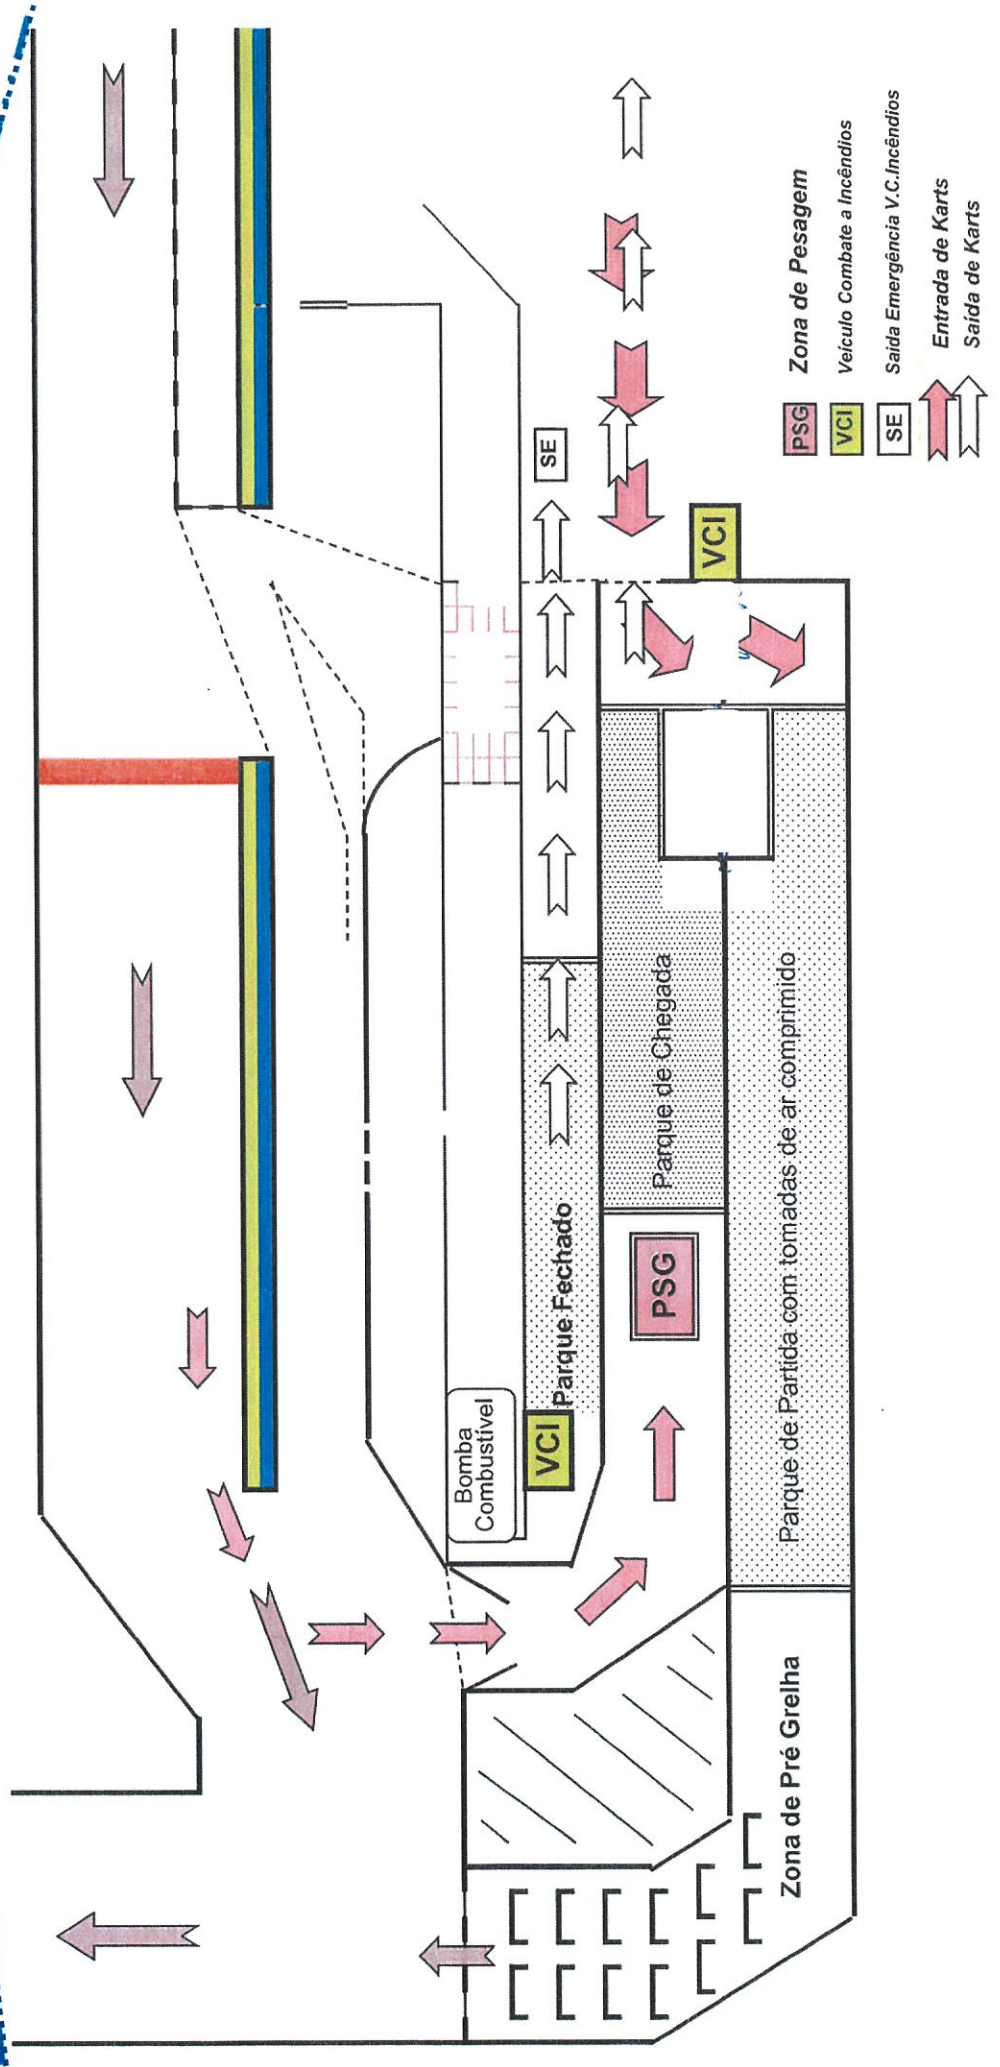 PSG
Zona de Pesagem
VCI
Veículo Combate a Incêndios
SE
Saida Emergência V.C.Incêndios
Entrada de Karts
Saída de Karts
SE
VCI
Bomba
Combustivel
VCI
Parque Fechado
PSG
Parque de Chegada
Parque de Partida com tomadas de ar comprimido
Zona de Pré Grelha